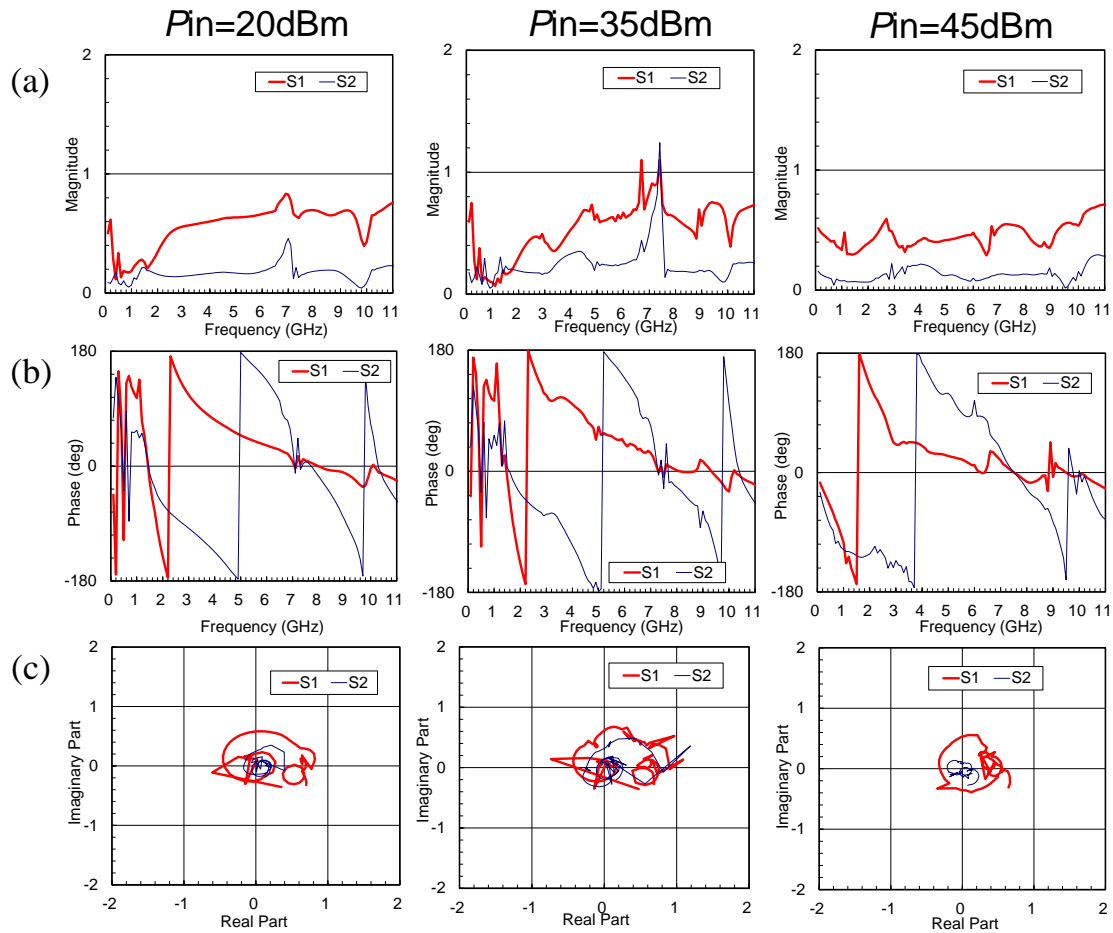 Pin=20dBm Pin=35dBm Pin=45dBm
(a)
2
1
0
Magnitude
S1 S2
0 1 2 3 4 5 6 7 8 9 10 11
Frequency (GHz)
2
1
0
Magnitude
S1 S2
0 1 2 3 4 5 6 7 8 9 10 11
Frequency (GHz)
2
1
0
Magnitude
S1 S2
0 1 2 3 4 5 6 7 8 9 10 11
Frequency (GHz)
(b)
180
0
-180
Phase (deg)
S1 S2
0 1 2 3 4 5 6 7 8 9 10 11
Frequency (GHz)
180
0
-180
Phase (deg)
S1 S2
0 1 2 3 4 5 6 7 8 9 10 11
Frequency (GHz)
180
0
-180
Phase (deg)
S1 S2
0 1 2 3 4 5 6 7 8 9 10 11
Frequency (GHz)
(c)
2
1
0
-1
-2
Imaginary Part
S1 S2
-2 -1 0 1 2
Real Part
2
1
0
-1
-2
Imaginary Part
S1 S2
-2 -1 0 1 2
Real Part
2
1
0
-1
-2
Imaginary Part
S1 S2
-2 -1 0 1 2
Real Part